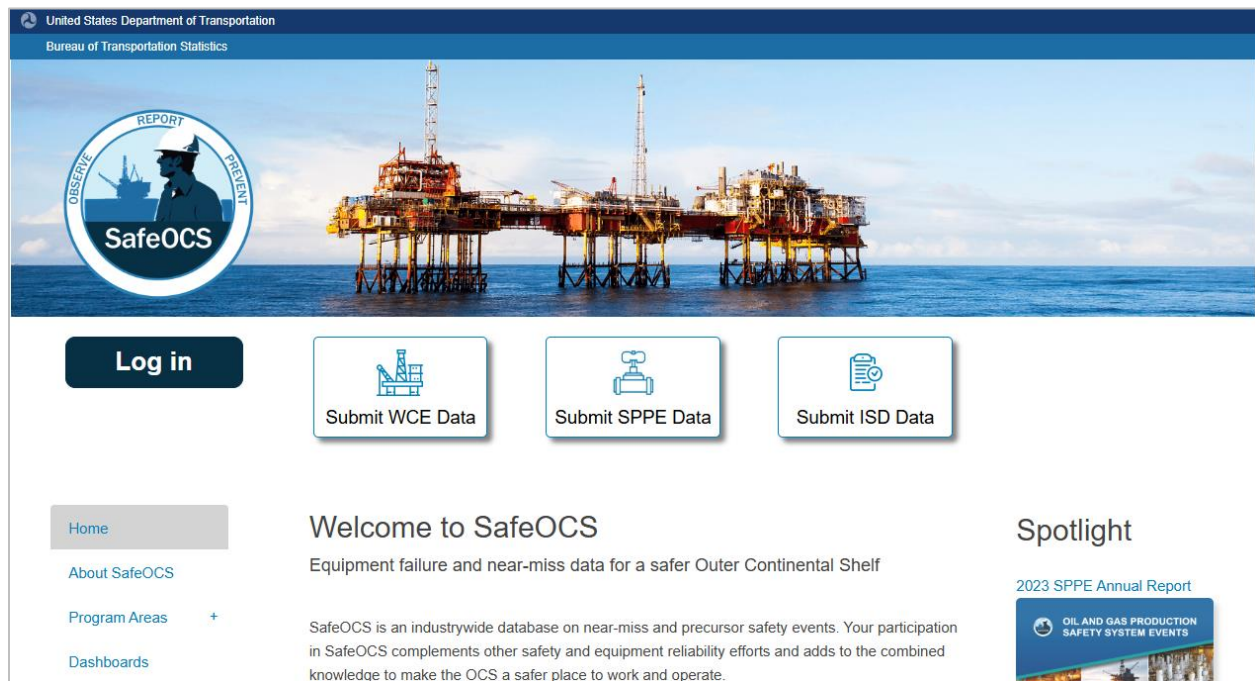 United States Department of Transportation
Bureau of Transportation Statistics
OBSERVE REPORT PREVENT
SafeOCS
Log in
Submit WCE Data
Submit SPPE Data
Submit ISD Data
Home
About SafeOCS
Program Areas +
Dashboards
Welcome to SafeOCS
Equipment failure and near-miss data for a safer Outer Continental Shelf
SafeOCS is an industrywide database on near-miss and precursor safety events. Your participation
in SafeOCS complements other safety and equipment reliability efforts and adds to the combined
knowledge to make the OCS a safer place to work and operate.
Spotlight
2023 SPPE Annual Report
OIL AND GAS PRODUCTION
SAFETY SYSTEM EVENTS